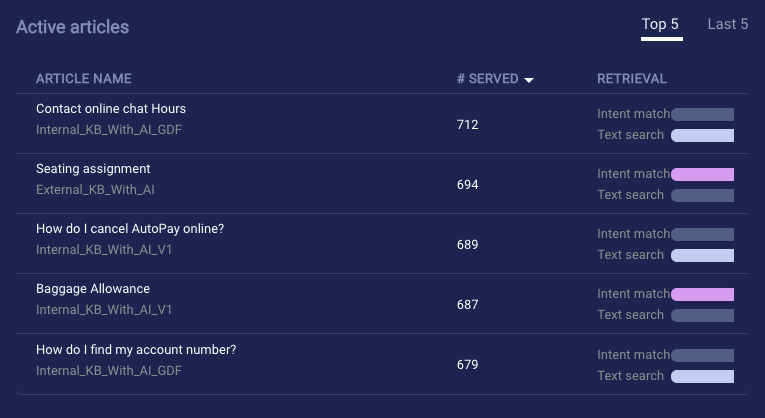 Active articles
Top 5 Last 5
ARTICLE NAME # SERVED RETRIEVAL
Contact online chat Hours
Internal_KB_With_AI_GDF
712
Intent match
Text search
Seating assignment
External_KB_With_AI
694
Intent match
Text search
How do I cancel AutoPay online?
Internal_KB_With_AI_V1
689
Intent match
Text search
Baggage Allowance
Internal_KB_With_AI_V1
687
Intent match
Text search
How do I find my account number?
Internal_KB_With_AI_GDF
679
Intent match
Text search